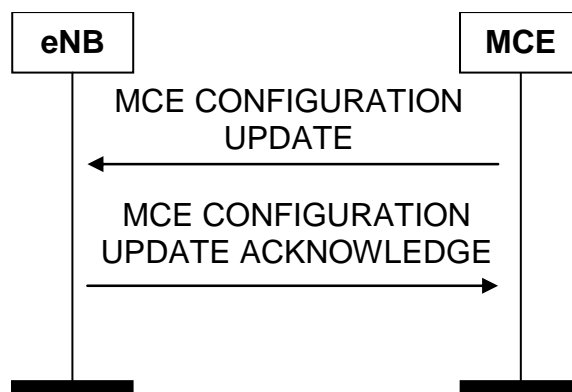 eNB
MCE
MCE CONFIGURATION
UPDATE
MCE CONFIGURATION
UPDATE ACKNOWLEDGE